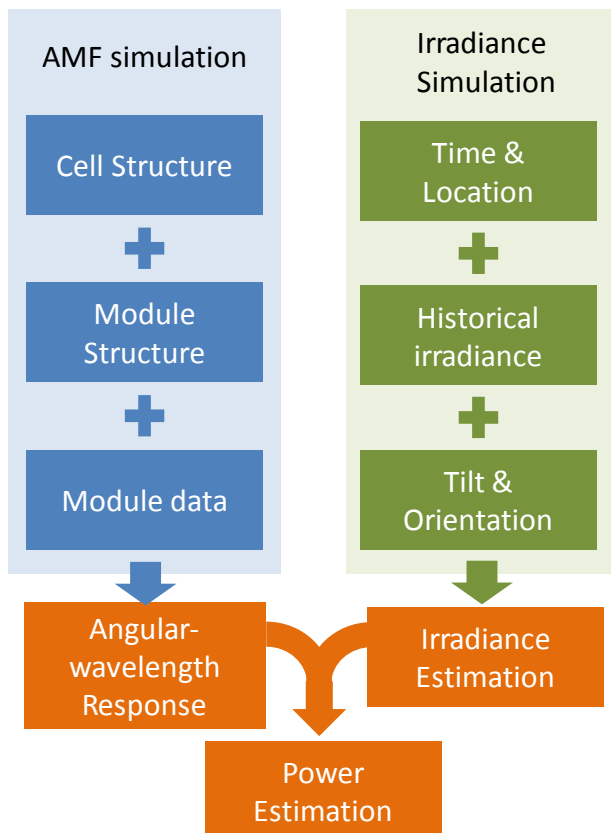 AMF simulation
Cell Structure
Module
Structure
Module data
Angular-
wavelength
Response
Irradiance
Simulation
Time &
Location
Historical
irradiance
Tilt &
Orientation
Irradiance
Estimation
Power
Estimation